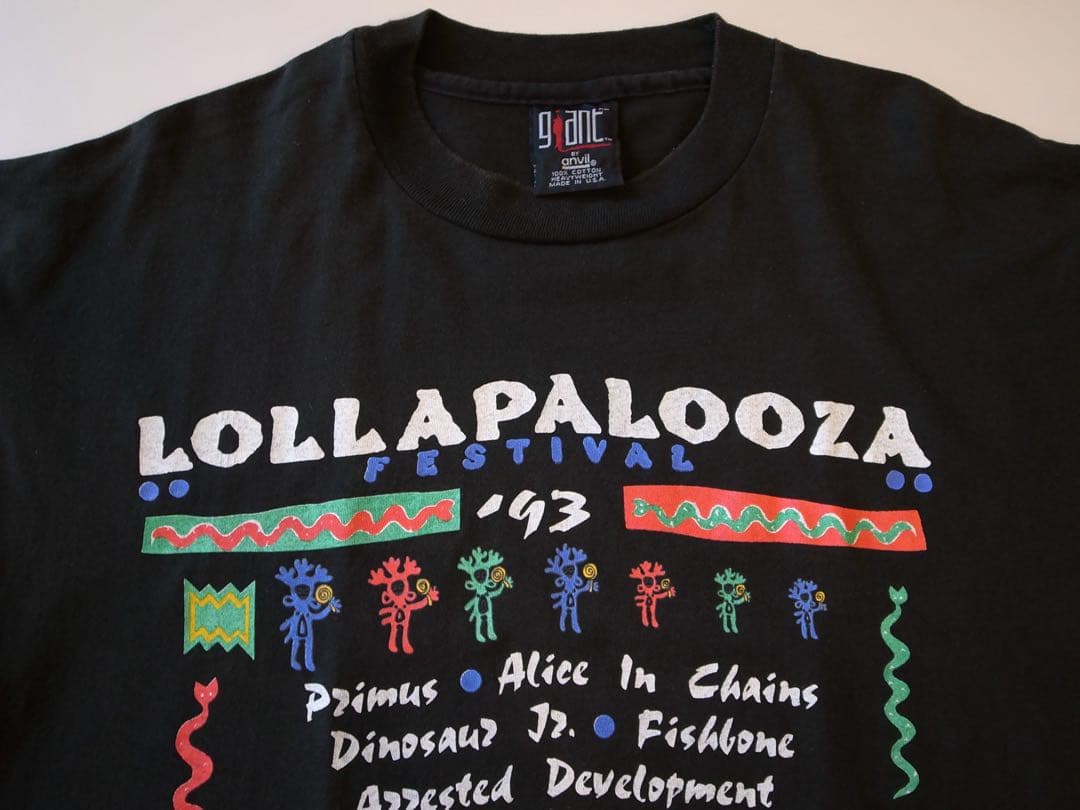 giant™
BY
anvil®
100% COTTON
HEAVYWEIGHT
MADE IN U.S.A.
LOLLAPALOOZA
FESTIVAL
'93
Primus • Alice In Chains
Dinosaur Jr. • Fishbone
Arrested Development